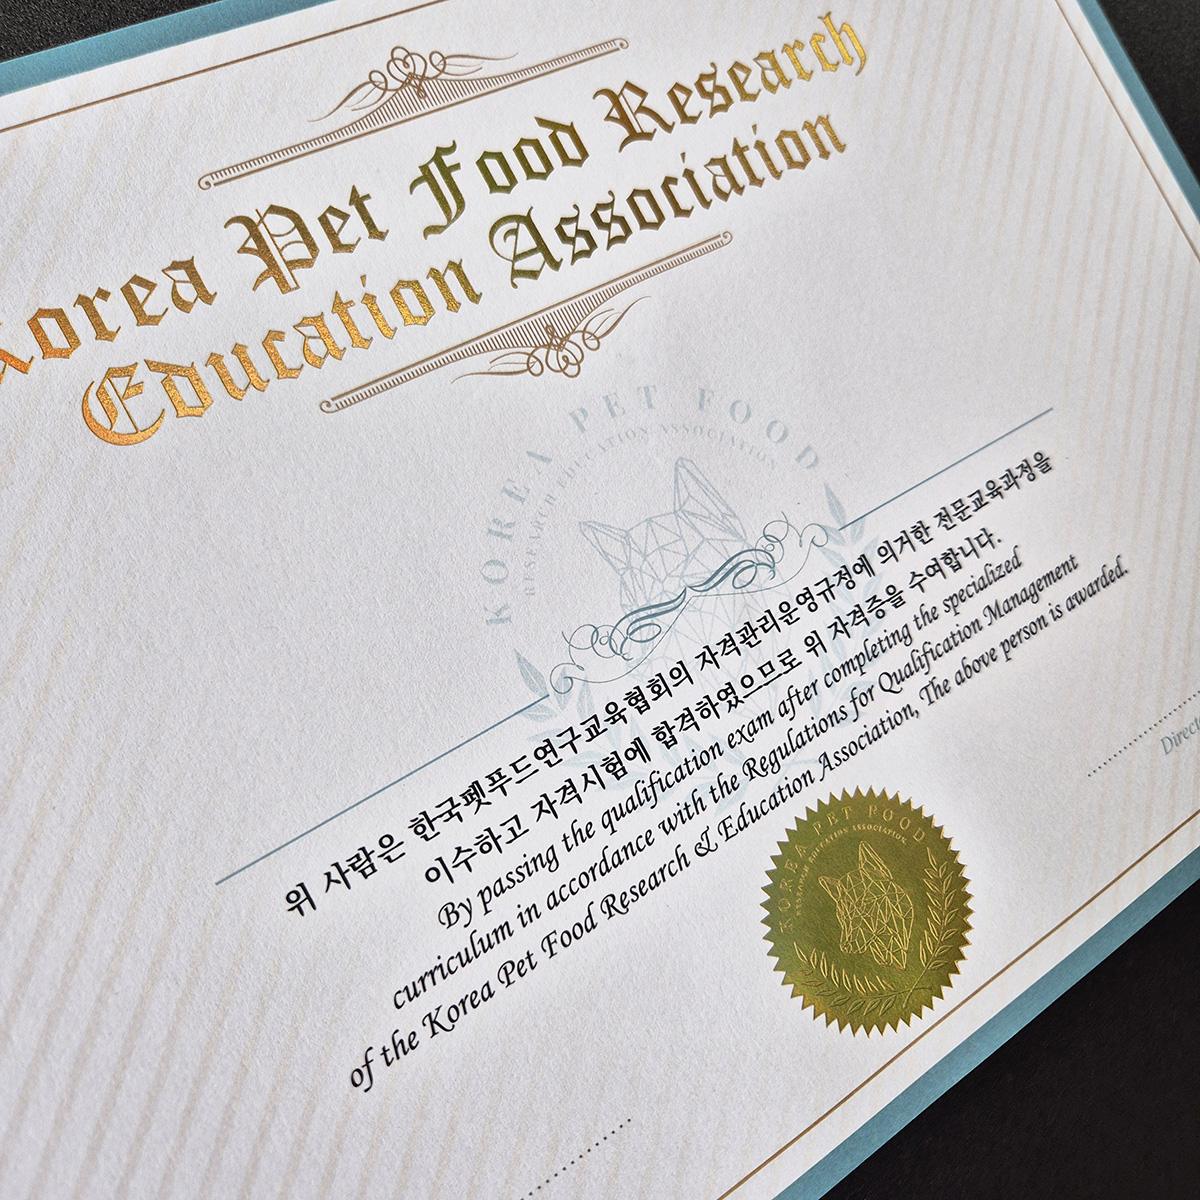 Korea Pet Food Research
Education Association
KOREA PET FOOD
RESEARCH EDUCATION ASSOCIATION
위 사람은 한국펫푸드연구교육협회의 자격관리운영규정에 의거한 전문교육과정을
이수하고 자격시험에 합격하였으므로 위 자격증을 수여합니다.
By passing the qualification exam after completing the specialized
curriculum in accordance with the Regulations for Qualification Management
of the Korea Pet Food Research & Education Association, The above person is awarded.
Direct
KOREA PET FOOD
RESEARCH EDUCATION ASSOCIATION